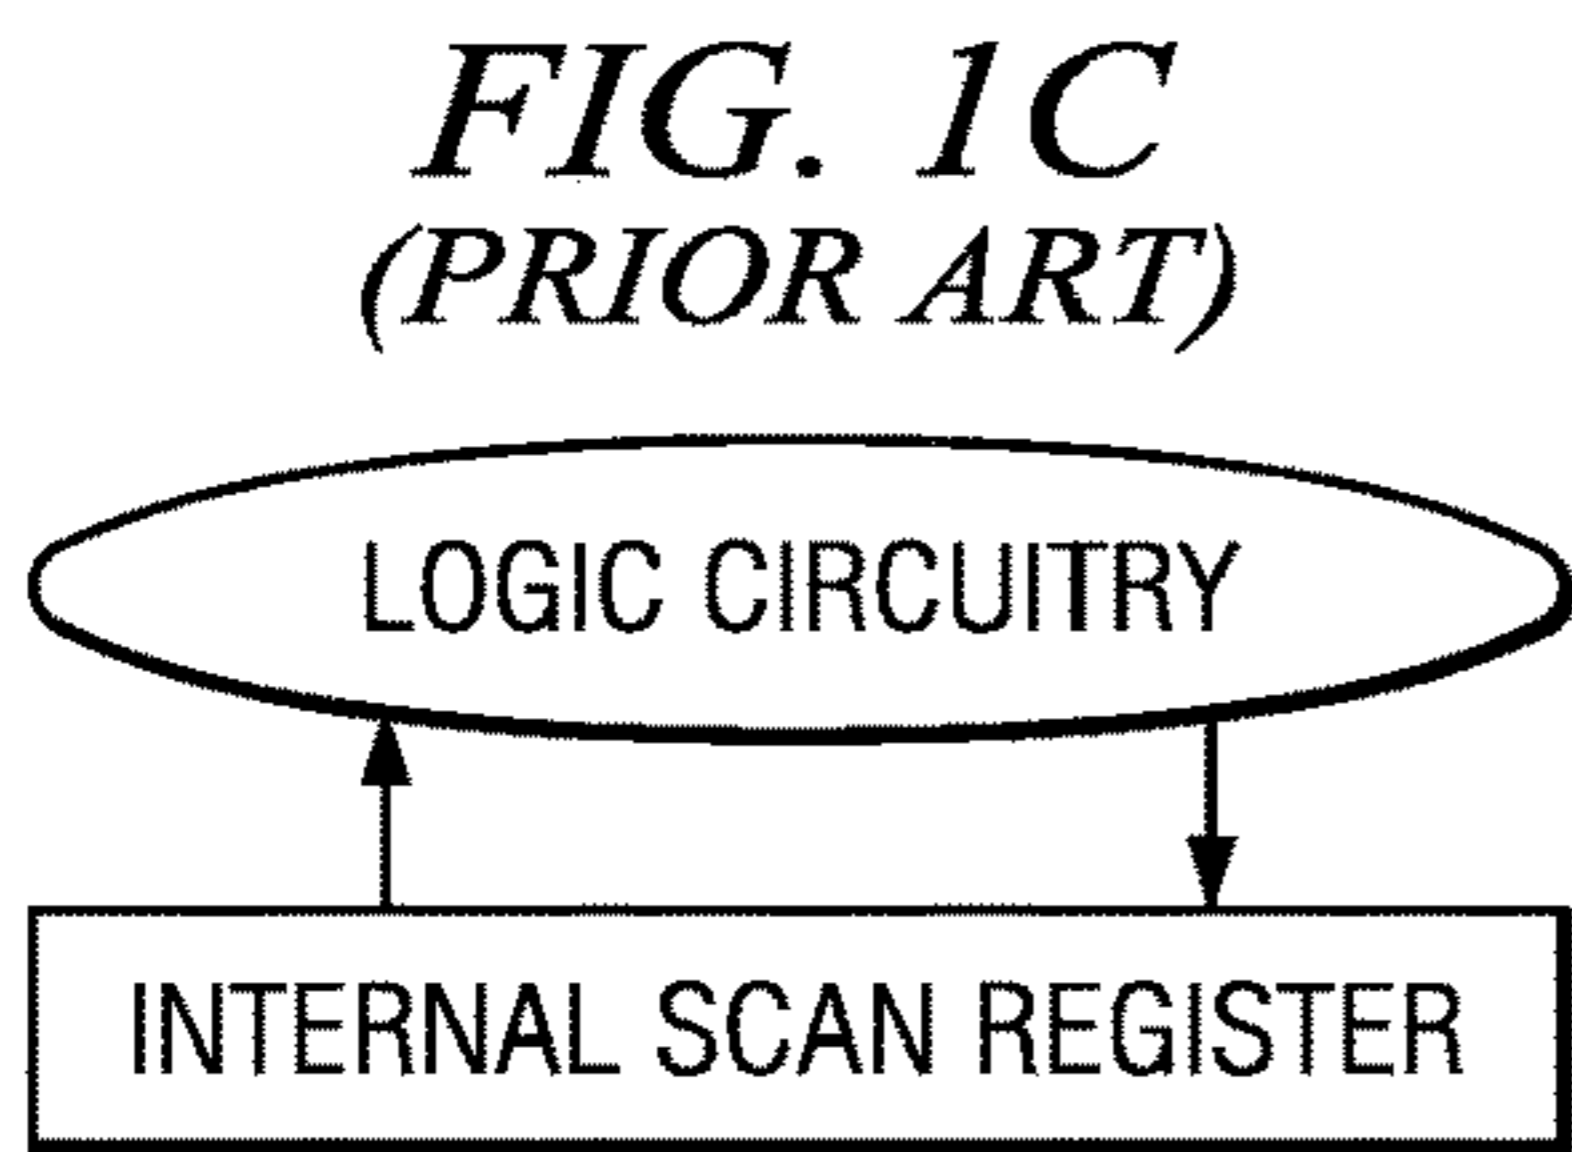 FIG. 1C
(PRIOR ART)
LOGIC CIRCUITRY
INTERNAL SCAN REGISTER